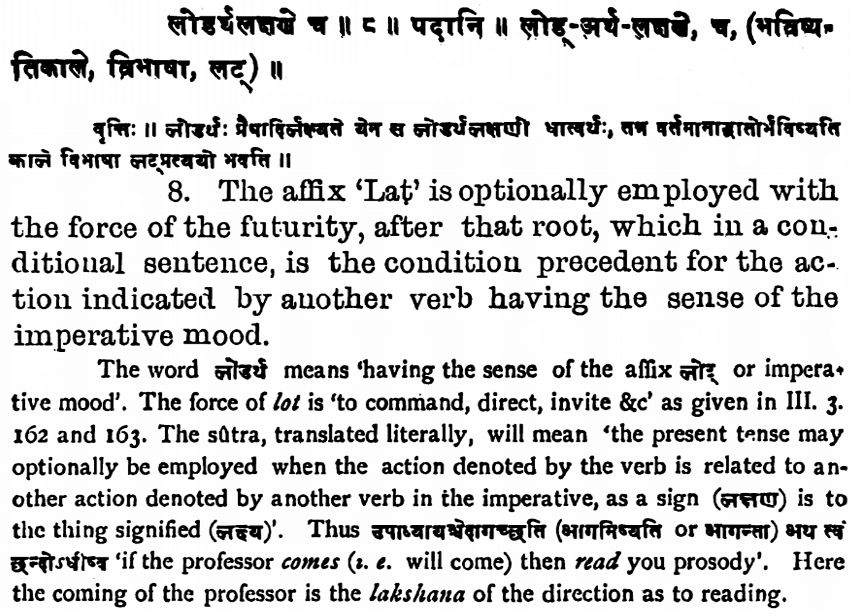 लोडर्थलक्षणे च ॥ ८ ॥ पदानि ॥ लोड्-अर्थ-लक्षणे, च, (भविष्य-
तिकाले, विभाषा, लट्) ॥
वृत्तिः ॥ लोडर्थः प्रैषादिर्लक्ष्यते येन स लोडर्थलक्षणो धात्वर्थः, तत्र वर्तमानाद्धातोर्भविष्यति
काले विभाषा लट्प्रत्ययो भवति ॥
8. The affix ‘Laṭ’ is optionally employed with
the force of the futurity, after that root, which in a con-
ditional sentence, is the condition precedent for the ac-
tion indicated by another verb having the sense of the
imperative mood.
The word लोडर्थ means ‘having the sense of the affix लोट् or impera-
tive mood’. The force of lot is ‘to command, direct, invite &c’ as given in III. 3.
162 and 163. The sûtra, translated literally, will mean ‘the present tense may
optionally be employed when the action denoted by the verb is related to an-
other action denoted by another verb in the imperative, as a sign (लक्षण) is to
the thing signified (लक्ष्य)’. Thus उपाध्यायश्चेदागच्छति (आगमिष्यति or आगन्ता) अथ त्वं
छन्दोऽधीष्व ‘if the professor comes (i. e. will come) then read you prosody’. Here
the coming of the professor is the lakshana of the direction as to reading.